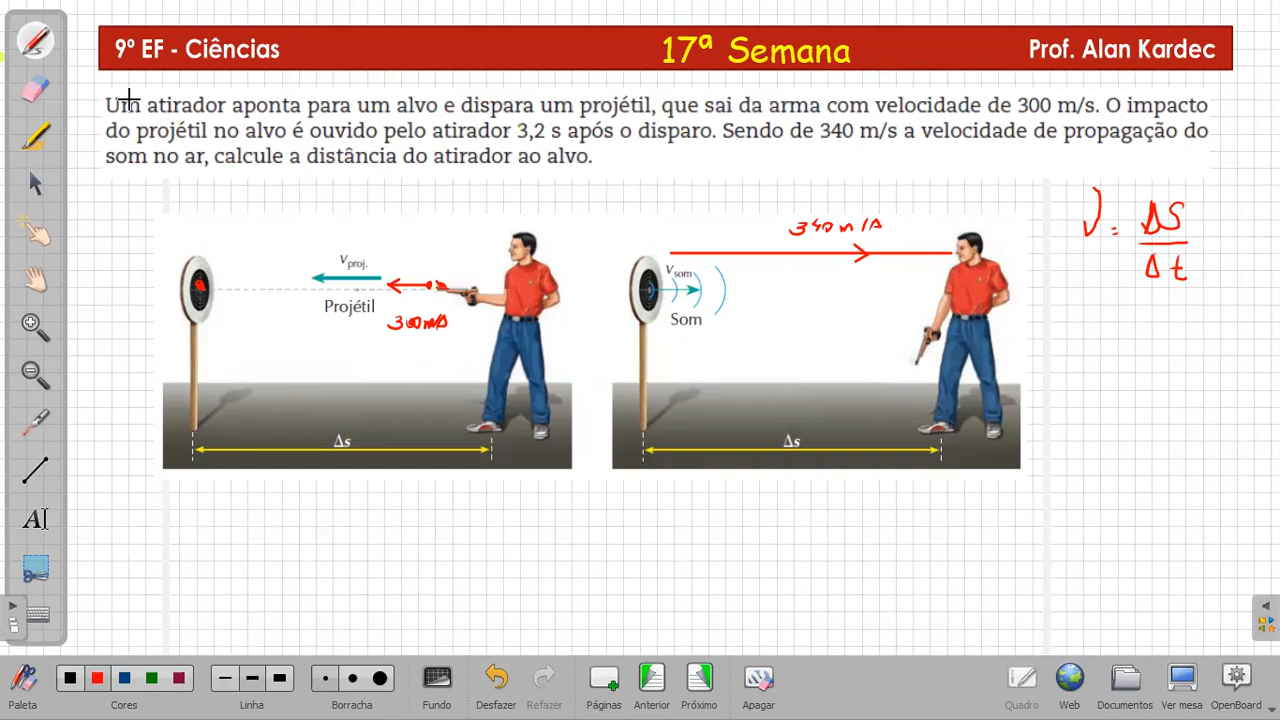 9º EF - Ciências 17ª Semana Prof. Alan Kardec
Um atirador aponta para um alvo e dispara um projétil, que sai da arma com velocidade de 300 m/s. O impacto
do projétil no alvo é ouvido pelo atirador 3,2 s após o disparo. Sendo de 340 m/s a velocidade de propagação do
som no ar, calcule a distância do atirador ao alvo.
340 m/s
V = ΔS
Δt
Vproj.
Projétil
300 m/s
Vsom
Som
Δs
Δs
AI
Paleta Cores Linha Borracha Fundo Desfazer Refazer Páginas Anterior Próximo Apagar Quadro Web Documentos Ver mesa OpenBoard